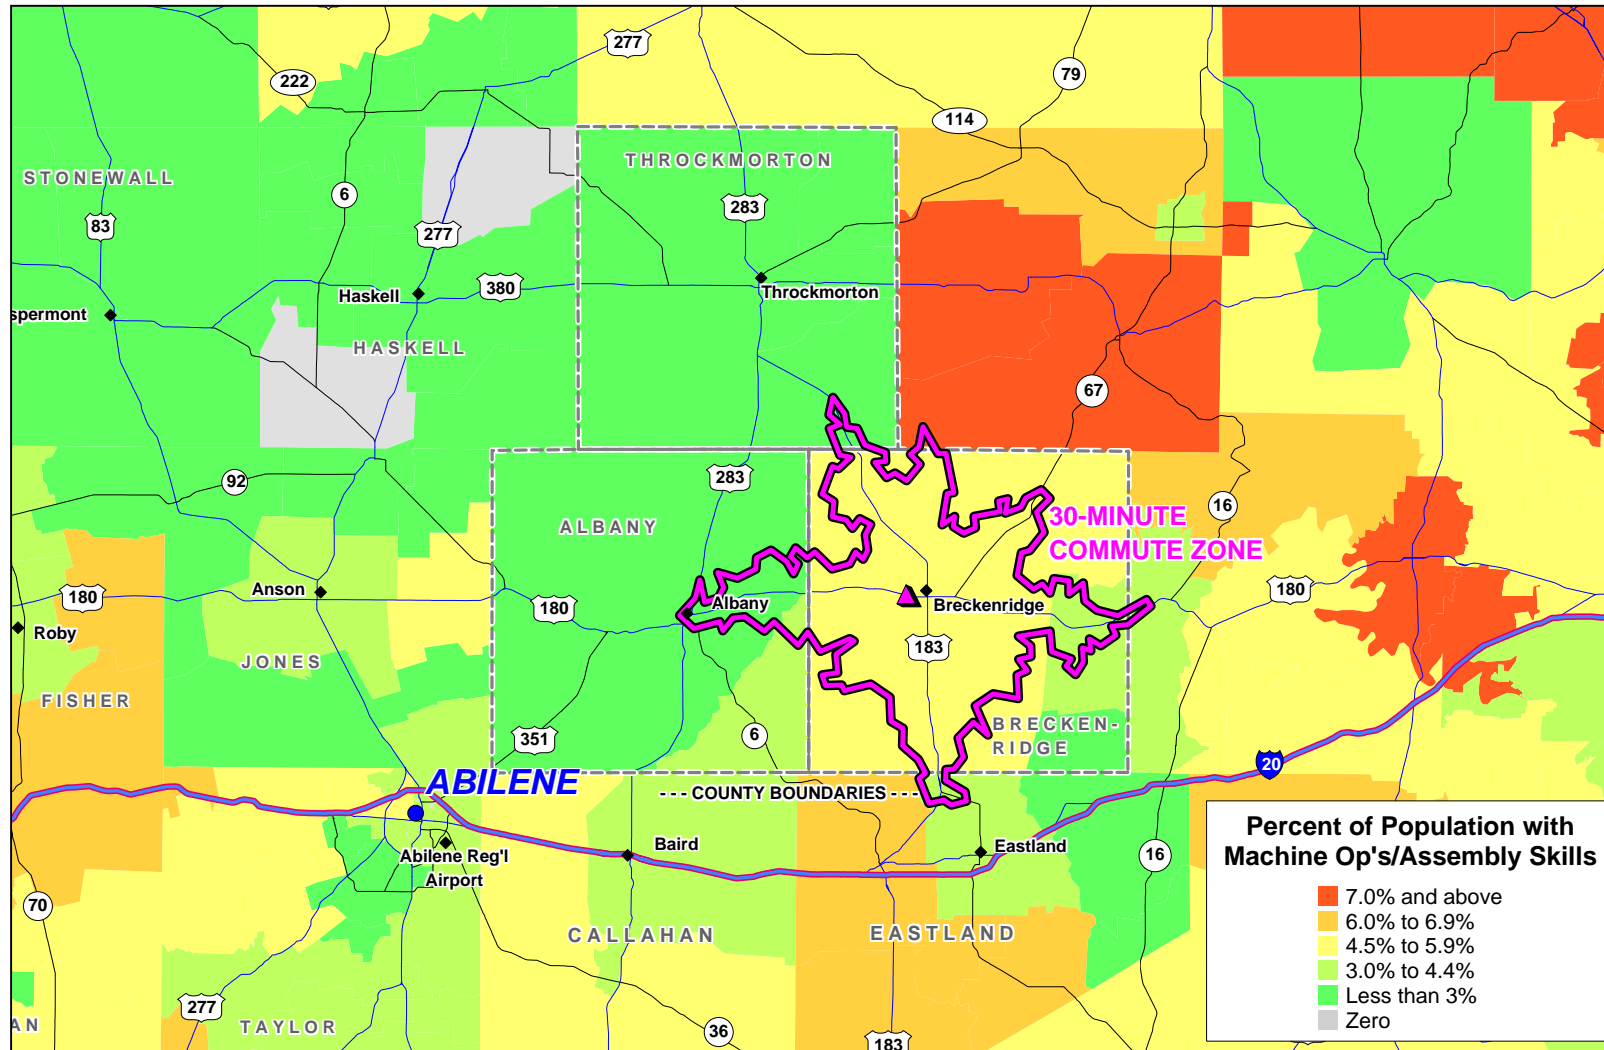 277
222
79
114
THROCKMORTON
STONEWALL
6
283
83
277
Haskell
380
Throckmorton
spermont
HASKELL
67
92
283
16
30-MINUTE
COMMUTE ZONE
ALBANY
Anson
180
180
180
Albany
Breckenridge
Roby
183
JONES
FISHER
6
351
BRECKEN-
RIDGE
20
ABILENE
--- COUNTY BOUNDARIES ---
Baird
Eastland
16
Abilene Reg'l
Airport
70
CALLAHAN
EASTLAND
277
AN
TAYLOR
36
183
Percent of Population with
Machine Op's/Assembly Skills
7.0% and above
6.0% to 6.9%
4.5% to 5.9%
3.0% to 4.4%
Less than 3%
Zero